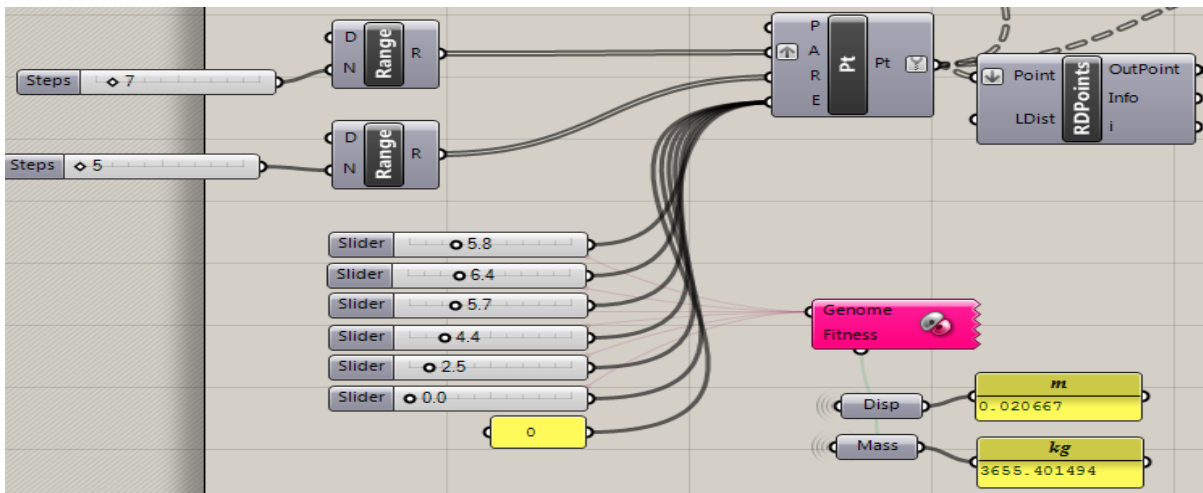 Steps 7
D
N
Range
R
Steps 5
D
N
Range
R
P
A
R
E
Pt
Pt
Point
LDist
RDPoints
OutPoint
Info
i
Slider 5.8
Slider 6.4
Slider 5.7
Slider 4.4
Slider 2.5
Slider 0.0
0
Genome
Fitness
Disp
m
0.020667
Mass
kg
3655.401494